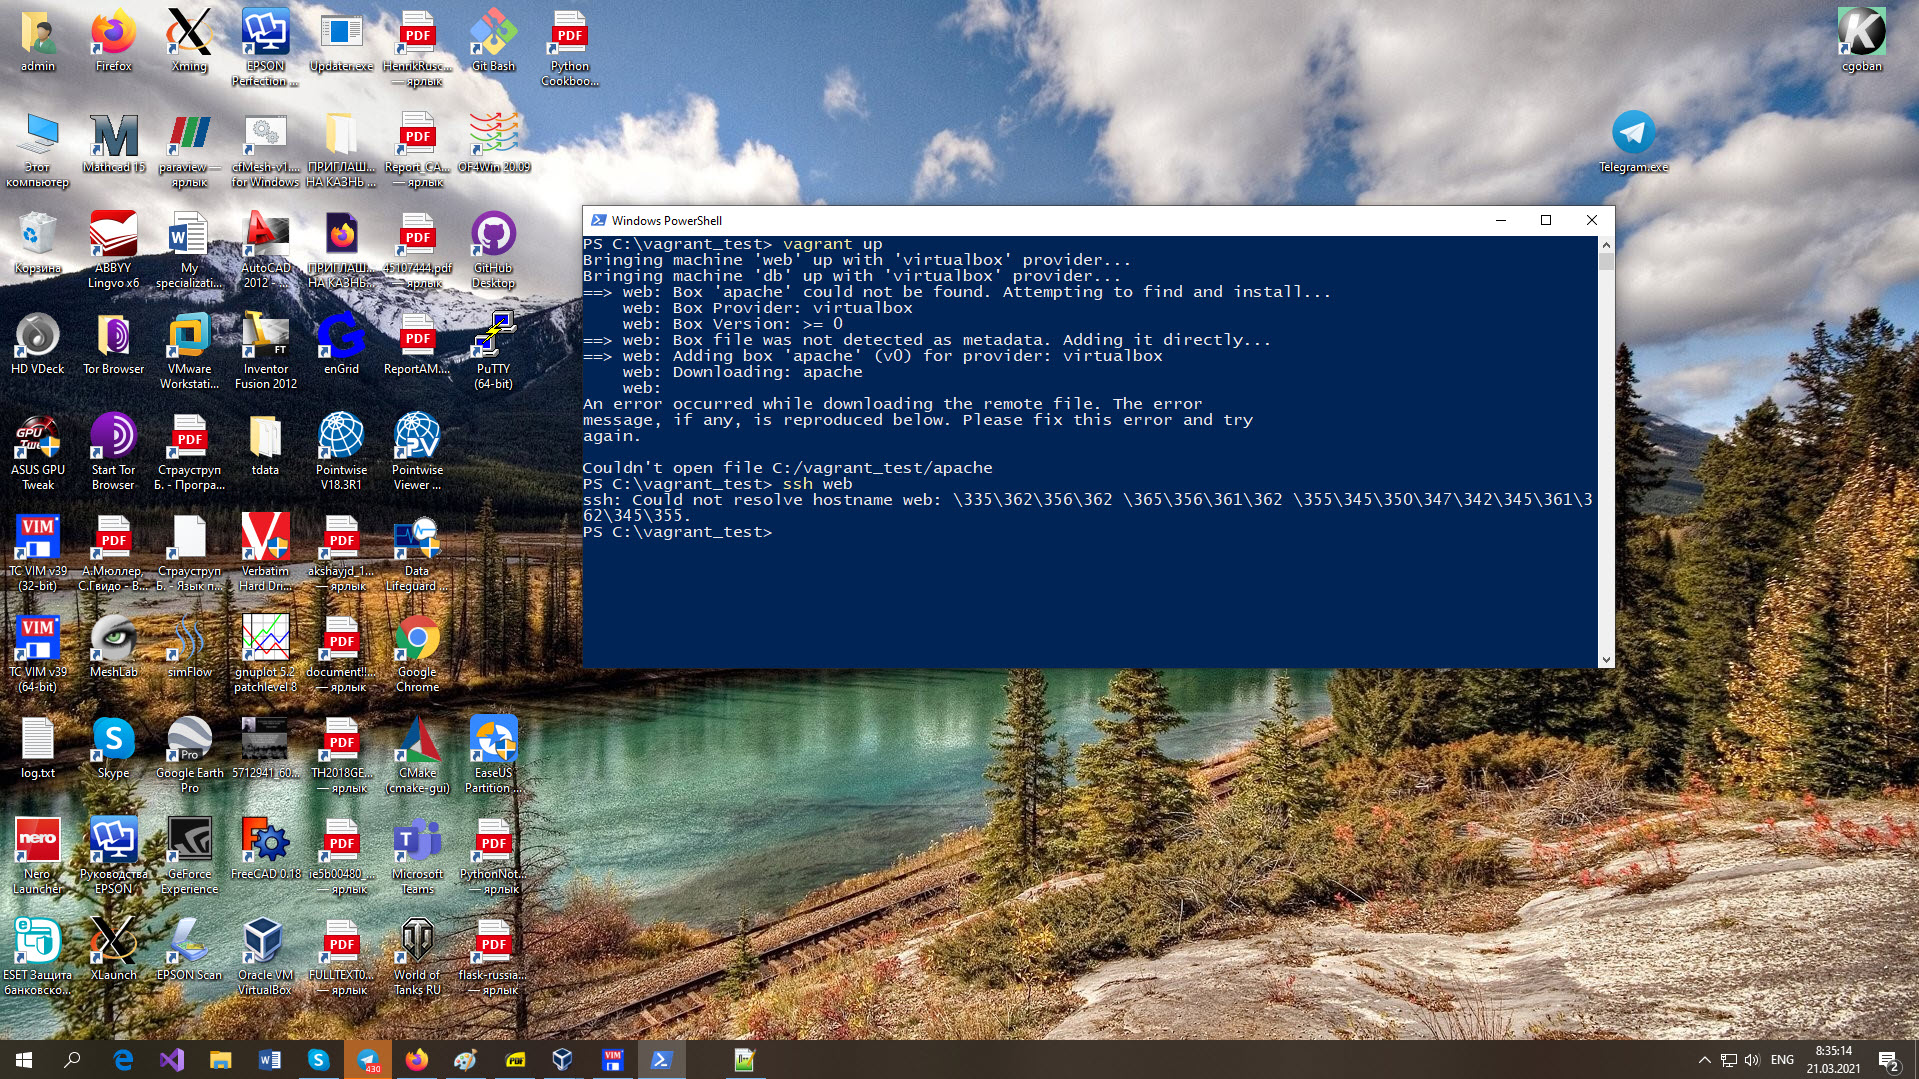 admin
Firefox
Xming
EPSON
Perfection ...
Updater.exe
HenrikRusc...
— ярлык
Git Bash
Python
Cookboo...
cgoban
Этот
компьютер
Mathcad 15
paraview —
ярлык
cfMesh-v1....
for Windows
ПРИГЛАШ...
НА КАЗНЬ ...
Report_CA...
— ярлык
OF4Win 20.09
Telegram.exe
Корзина
ABBYY
Lingvo x6
My
specializati...
AutoCAD
2012 - ...
ПРИГЛАШ...
НА КАЗНЬ...
45107444.pdf
— ярлык
GitHub
Desktop
HD VDeck
Tor Browser
VMware
Workstati...
Inventor
Fusion 2012
enGrid
ReportAM....
PuTTY
(64-bit)
ASUS GPU
Tweak
Start Tor
Browser
Страуструп
Б. - Програ...
tdata
Pointwise
V18.3R1
Pointwise
Viewer ...
TC VIM v39
(32-bit)
А.Мюллер,
С.Гвидо - В...
Страуструп
Б. - Язык п...
Verbatim
Hard Dri...
akshayjd_1...
— ярлык
Data
Lifeguard ...
TC VIM v39
(64-bit)
MeshLab
simFlow
gnuplot 5.2
patchlevel 8
document!!...
— ярлык
Google
Chrome
log.txt
Skype
Google Earth
Pro
5712941_60...
TH2018GE...
— ярлык
CMake
(cmake-gui)
EaseUS
Partition ...
Nero
Launcher
Руководства
EPSON
GeForce
Experience
FreeCAD 0.18
ie5b00480_...
— ярлык
Microsoft
Teams
PythonNot...
— ярлык
ESET Защита
банковско...
XLaunch
EPSON Scan
Oracle VM
VirtualBox
FULLTEXT0...
— ярлык
World of
Tanks RU
flask-russia...
— ярлык
Windows PowerShell
PS C:\vagrant_test> vagrant up
Bringing machine 'web' up with 'virtualbox' provider...
Bringing machine 'db' up with 'virtualbox' provider...
==> web: Box 'apache' could not be found. Attempting to find and install...
web: Box Provider: virtualbox
web: Box Version: >= 0
==> web: Box file was not detected as metadata. Adding it directly...
==> web: Adding box 'apache' (v0) for provider: virtualbox
web: Downloading: apache
web:
An error occurred while downloading the remote file. The error
message, if any, is reproduced below. Please fix this error and try
again.
Couldn't open file C:/vagrant_test/apache
PS C:\vagrant_test> ssh web
ssh: Could not resolve hostname web: \335\362\356\362 \365\356\361\362 \355\345\350\347\342\345\361\3
62\345\355.
PS C:\vagrant_test>
430
ENG
8:35:14
21.03.2021
2